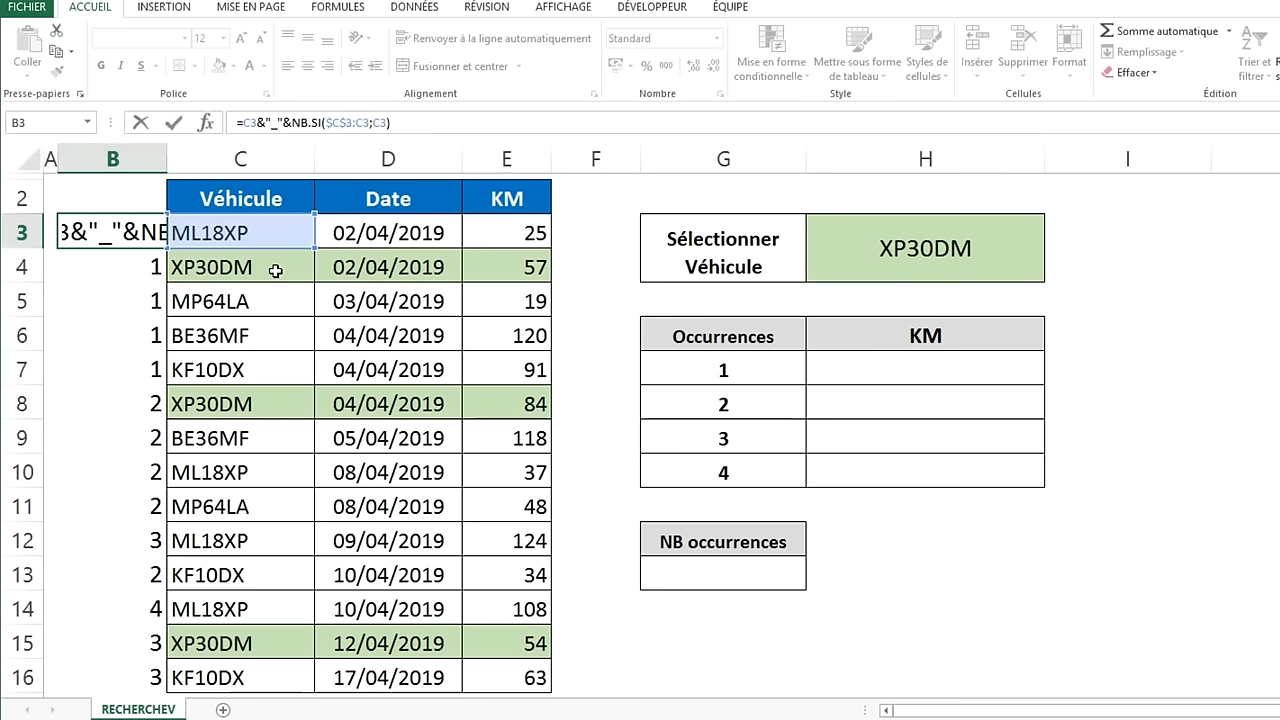 FICHIER ACCUEIL INSERTION MISE EN PAGE FORMULES DONNÉES RÉVISION AFFICHAGE DÉVELOPPEUR ÉQUIPE
Coller
12 A A
G I S A
Renvoyer à la ligne automatiquement
Fusionner et centrer
Standard
% 000
Mise en forme conditionnelle
Mettre sous forme de tableau
Styles de cellules
Insérer Supprimer Format
Somme automatique
Remplissage
Effacer
Trier et
filtrer
Presse-papiers Police Alignement Nombre Style Cellules Édition
B3 fx =C3&"_"&NB.SI($C$3:C3;C3)
A B C D E F G H I
2 Véhicule Date KM
3 3&"_"&NB ML18XP 02/04/2019 25
4 1 XP30DM 02/04/2019 57
5 1 MP64LA 03/04/2019 19
6 1 BE36MF 04/04/2019 120
7 1 KF10DX 04/04/2019 91
8 2 XP30DM 04/04/2019 84
9 2 BE36MF 05/04/2019 118
10 2 ML18XP 08/04/2019 37
11 2 MP64LA 08/04/2019 48
12 3 ML18XP 09/04/2019 124
13 2 KF10DX 10/04/2019 34
14 4 ML18XP 10/04/2019 108
15 3 XP30DM 12/04/2019 54
16 3 KF10DX 17/04/2019 63
Sélectionner
Véhicule
XP30DM
Occurrences KM
1
2
3
4
NB occurrences
RECHERCHEV